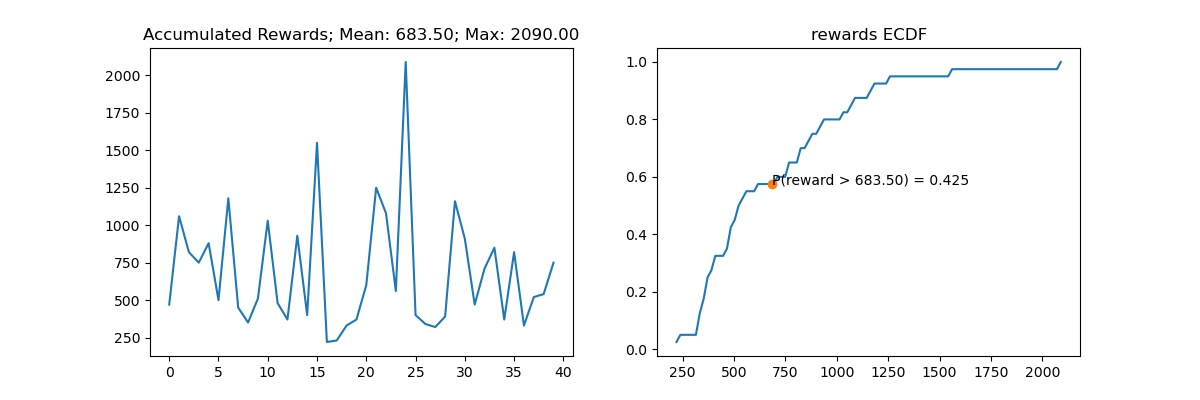 Accumulated Rewards; Mean: 683.50; Max: 2090.00
2000
1750
1500
1250
1000
750
500
250
0 5 10 15 20 25 30 35 40
rewards ECDF
1.0
0.8
0.6
0.4
0.2
0.0
P(reward > 683.50) = 0.425
250 500 750 1000 1250 1500 1750 2000